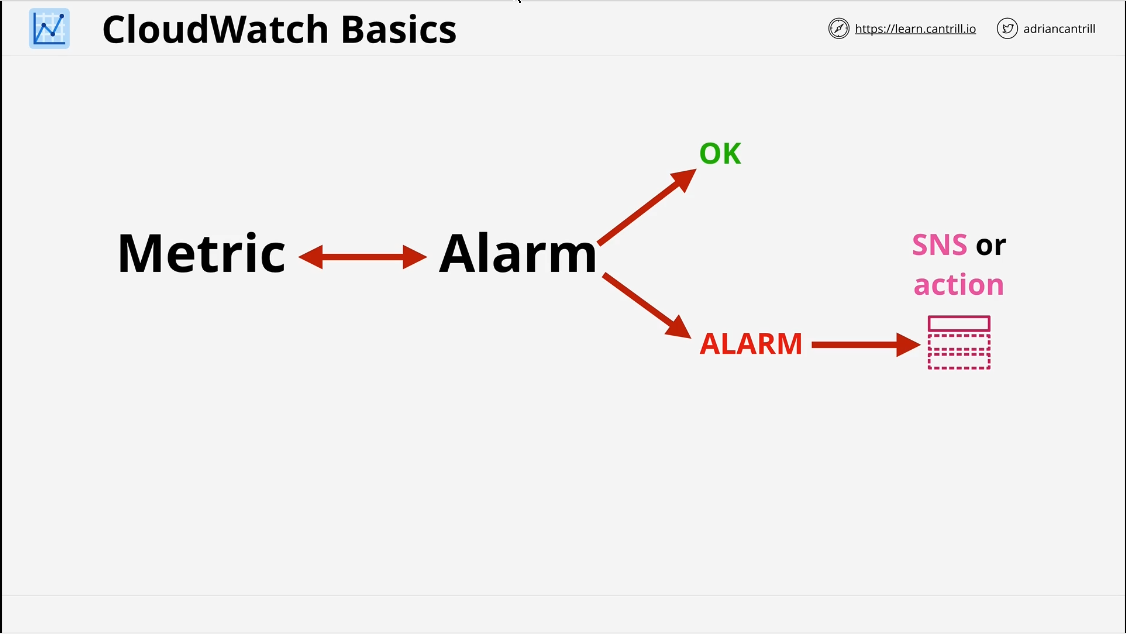 CloudWatch Basics
https://learn.cantrill.io
adriancantrill
OK
Metric
Alarm
SNS or
action
ALARM